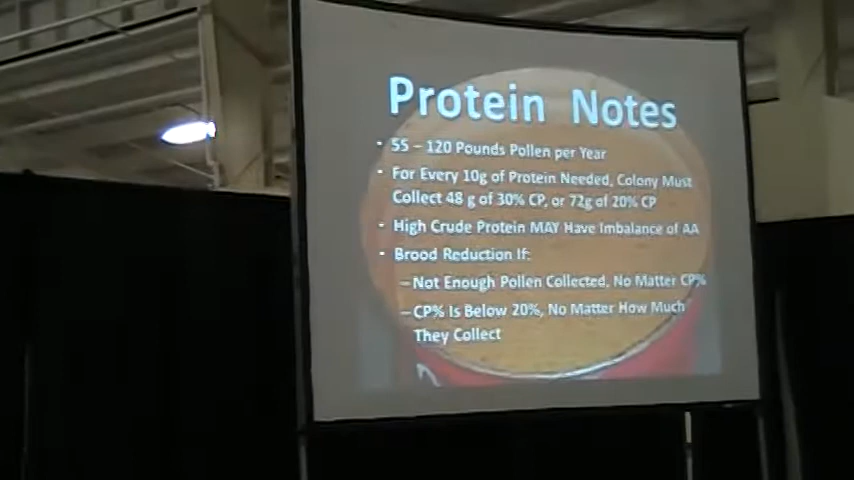 Protein Notes
• 55 – 120 Pounds Pollen per Year
• For Every 10g of Protein Needed, Colony Must
Collect 48 g of 30% CP, or 72g of 20% CP
• High Crude Protein MAY Have Imbalance of AA
• Brood Reduction If:
–Not Enough Pollen Collected, No Matter CP%
–CP% Is Below 20%, No Matter How Much
They Collect